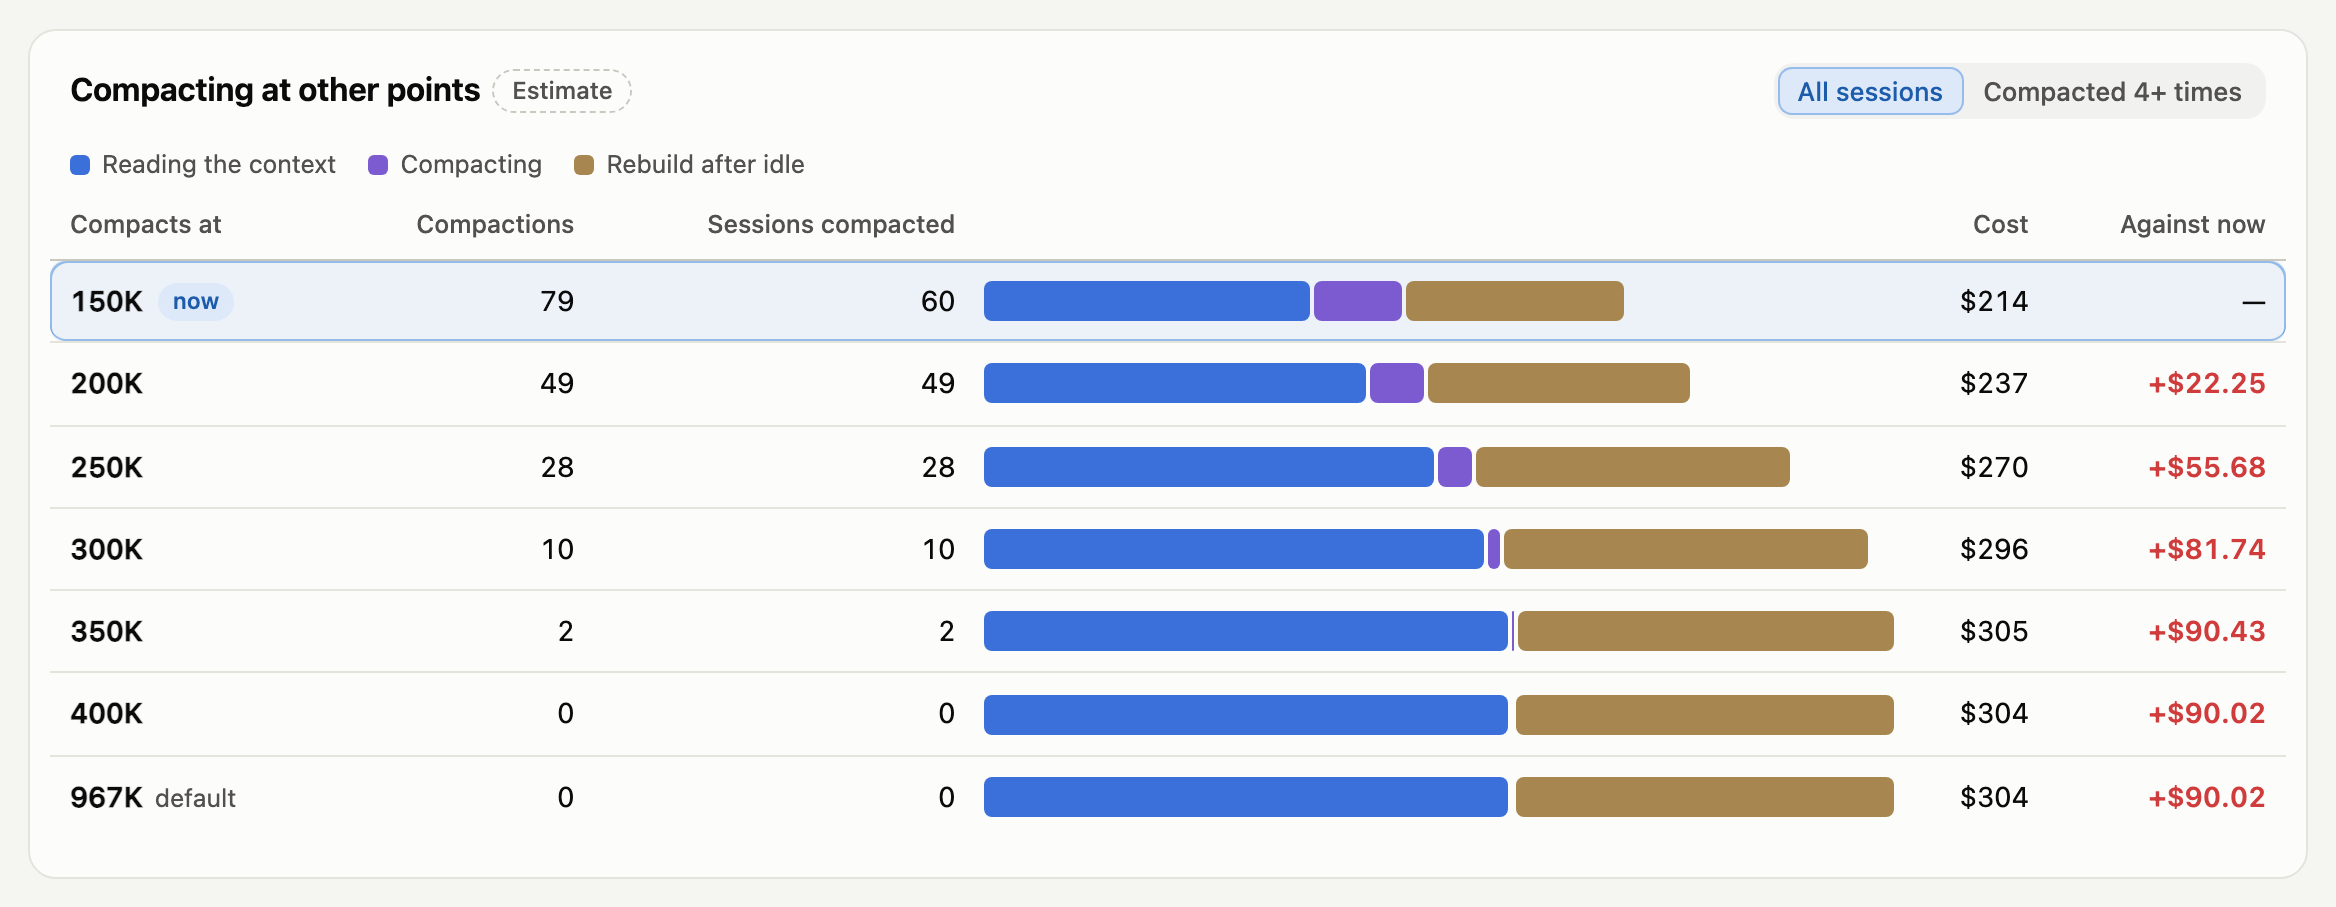 Compacting at other points Estimate All sessions Compacted 4+ times
Reading the context Compacting Rebuild after idle
Compacts at Compactions Sessions compacted Cost Against now
150K now 79 60 $214 —
200K 49 49 $237 +$22.25
250K 28 28 $270 +$55.68
300K 10 10 $296 +$81.74
350K 2 2 $305 +$90.43
400K 0 0 $304 +$90.02
967K default 0 0 $304 +$90.02